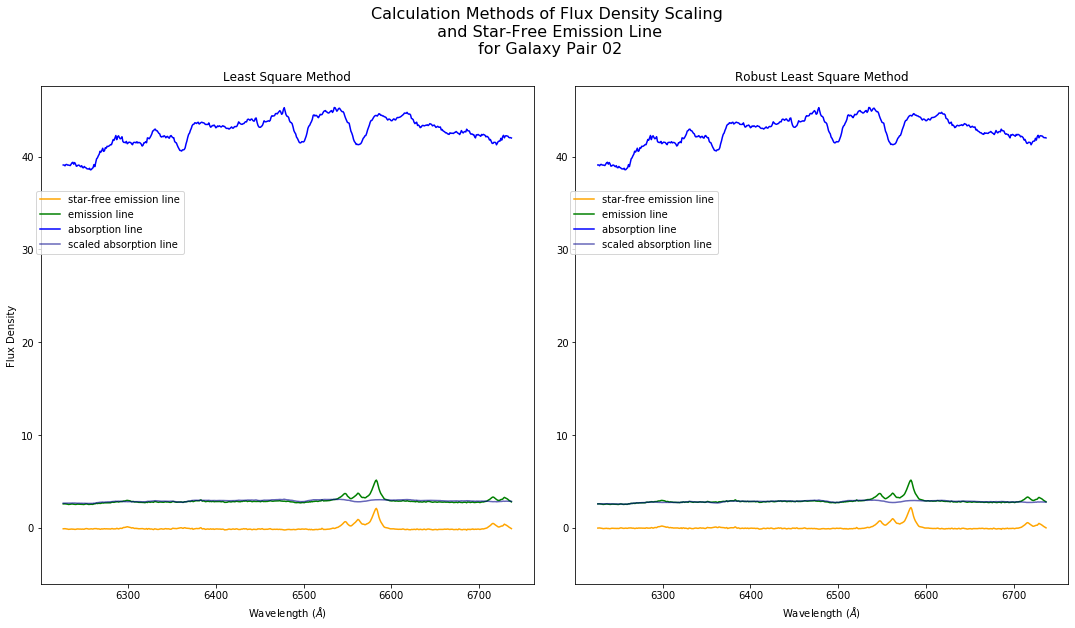 Calculation Methods of Flux Density Scaling
and Star-Free Emission Line
for Galaxy Pair 02
Least Square Method
Flux Density
40
30
20
10
0
star-free emission line
emission line
absorption line
scaled absorption line
6300 6400 6500 6600 6700
Wavelength (Å)
Robust Least Square Method
40
30
20
10
0
star-free emission line
emission line
absorption line
scaled absorption line
6300 6400 6500 6600 6700
Wavelength (Å)